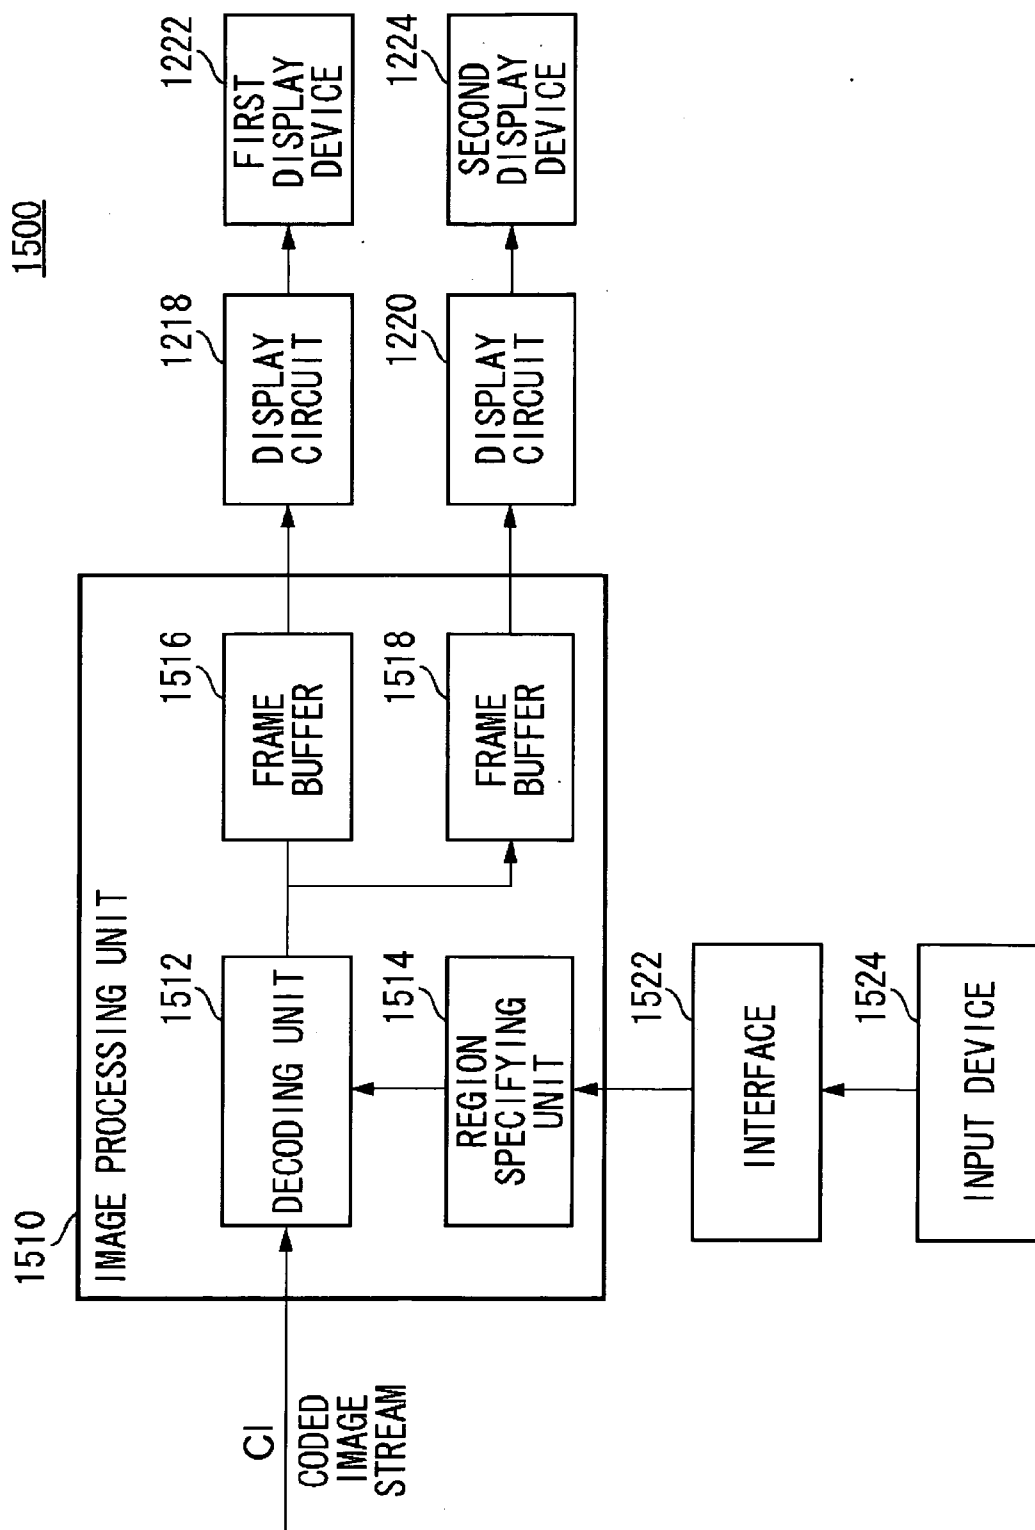 1500
1510
IMAGE PROCESSING UNIT
CI
CODED
IMAGE
STREAM
1512
DECODING UNIT
1516
FRAME
BUFFER
1218
DISPLAY
CIRCUIT
1222
FIRST
DISPLAY
DEVICE
1514
REGION
SPECIFYING
UNIT
1518
FRAME
BUFFER
1220
DISPLAY
CIRCUIT
1224
SECOND
DISPLAY
DEVICE
1522
INTERFACE
1524
INPUT DEVICE